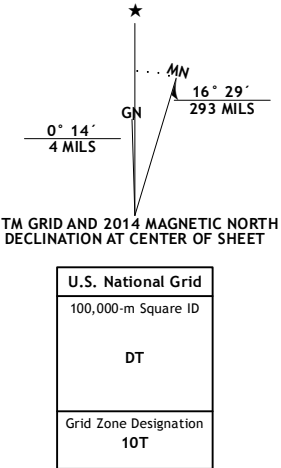 ★
MN
GN
16° 29´
293 MILS
0° 14´
4 MILS
TM GRID AND 2014 MAGNETIC NORTH
DECLINATION AT CENTER OF SHEET
U.S. National Grid
100,000-m Square ID
DT
Grid Zone Designation
10T